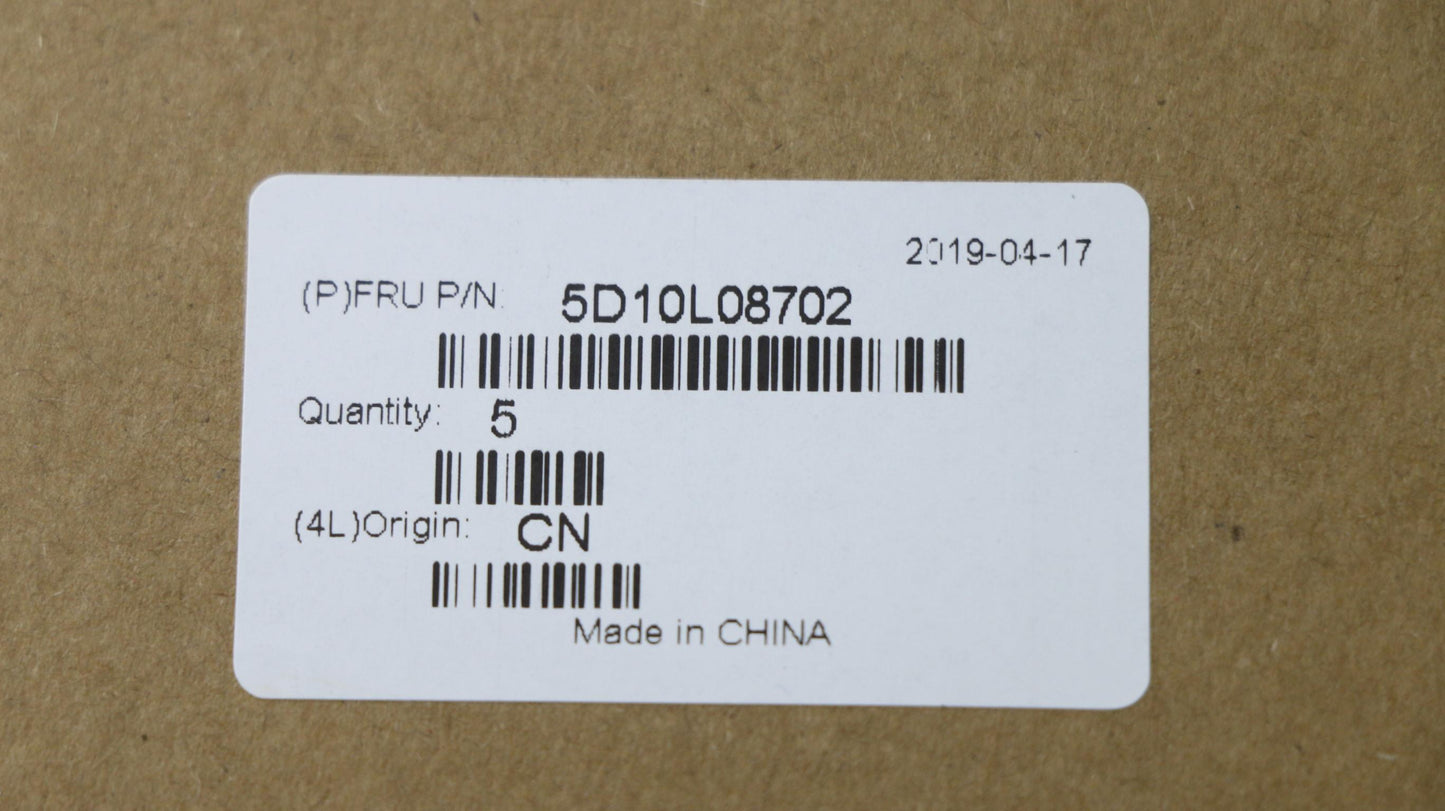 2019-04-17
(P)FRU P/N: 5D10L08702
Quantity: 5
(4L)Origin: CN
Made in CHINA